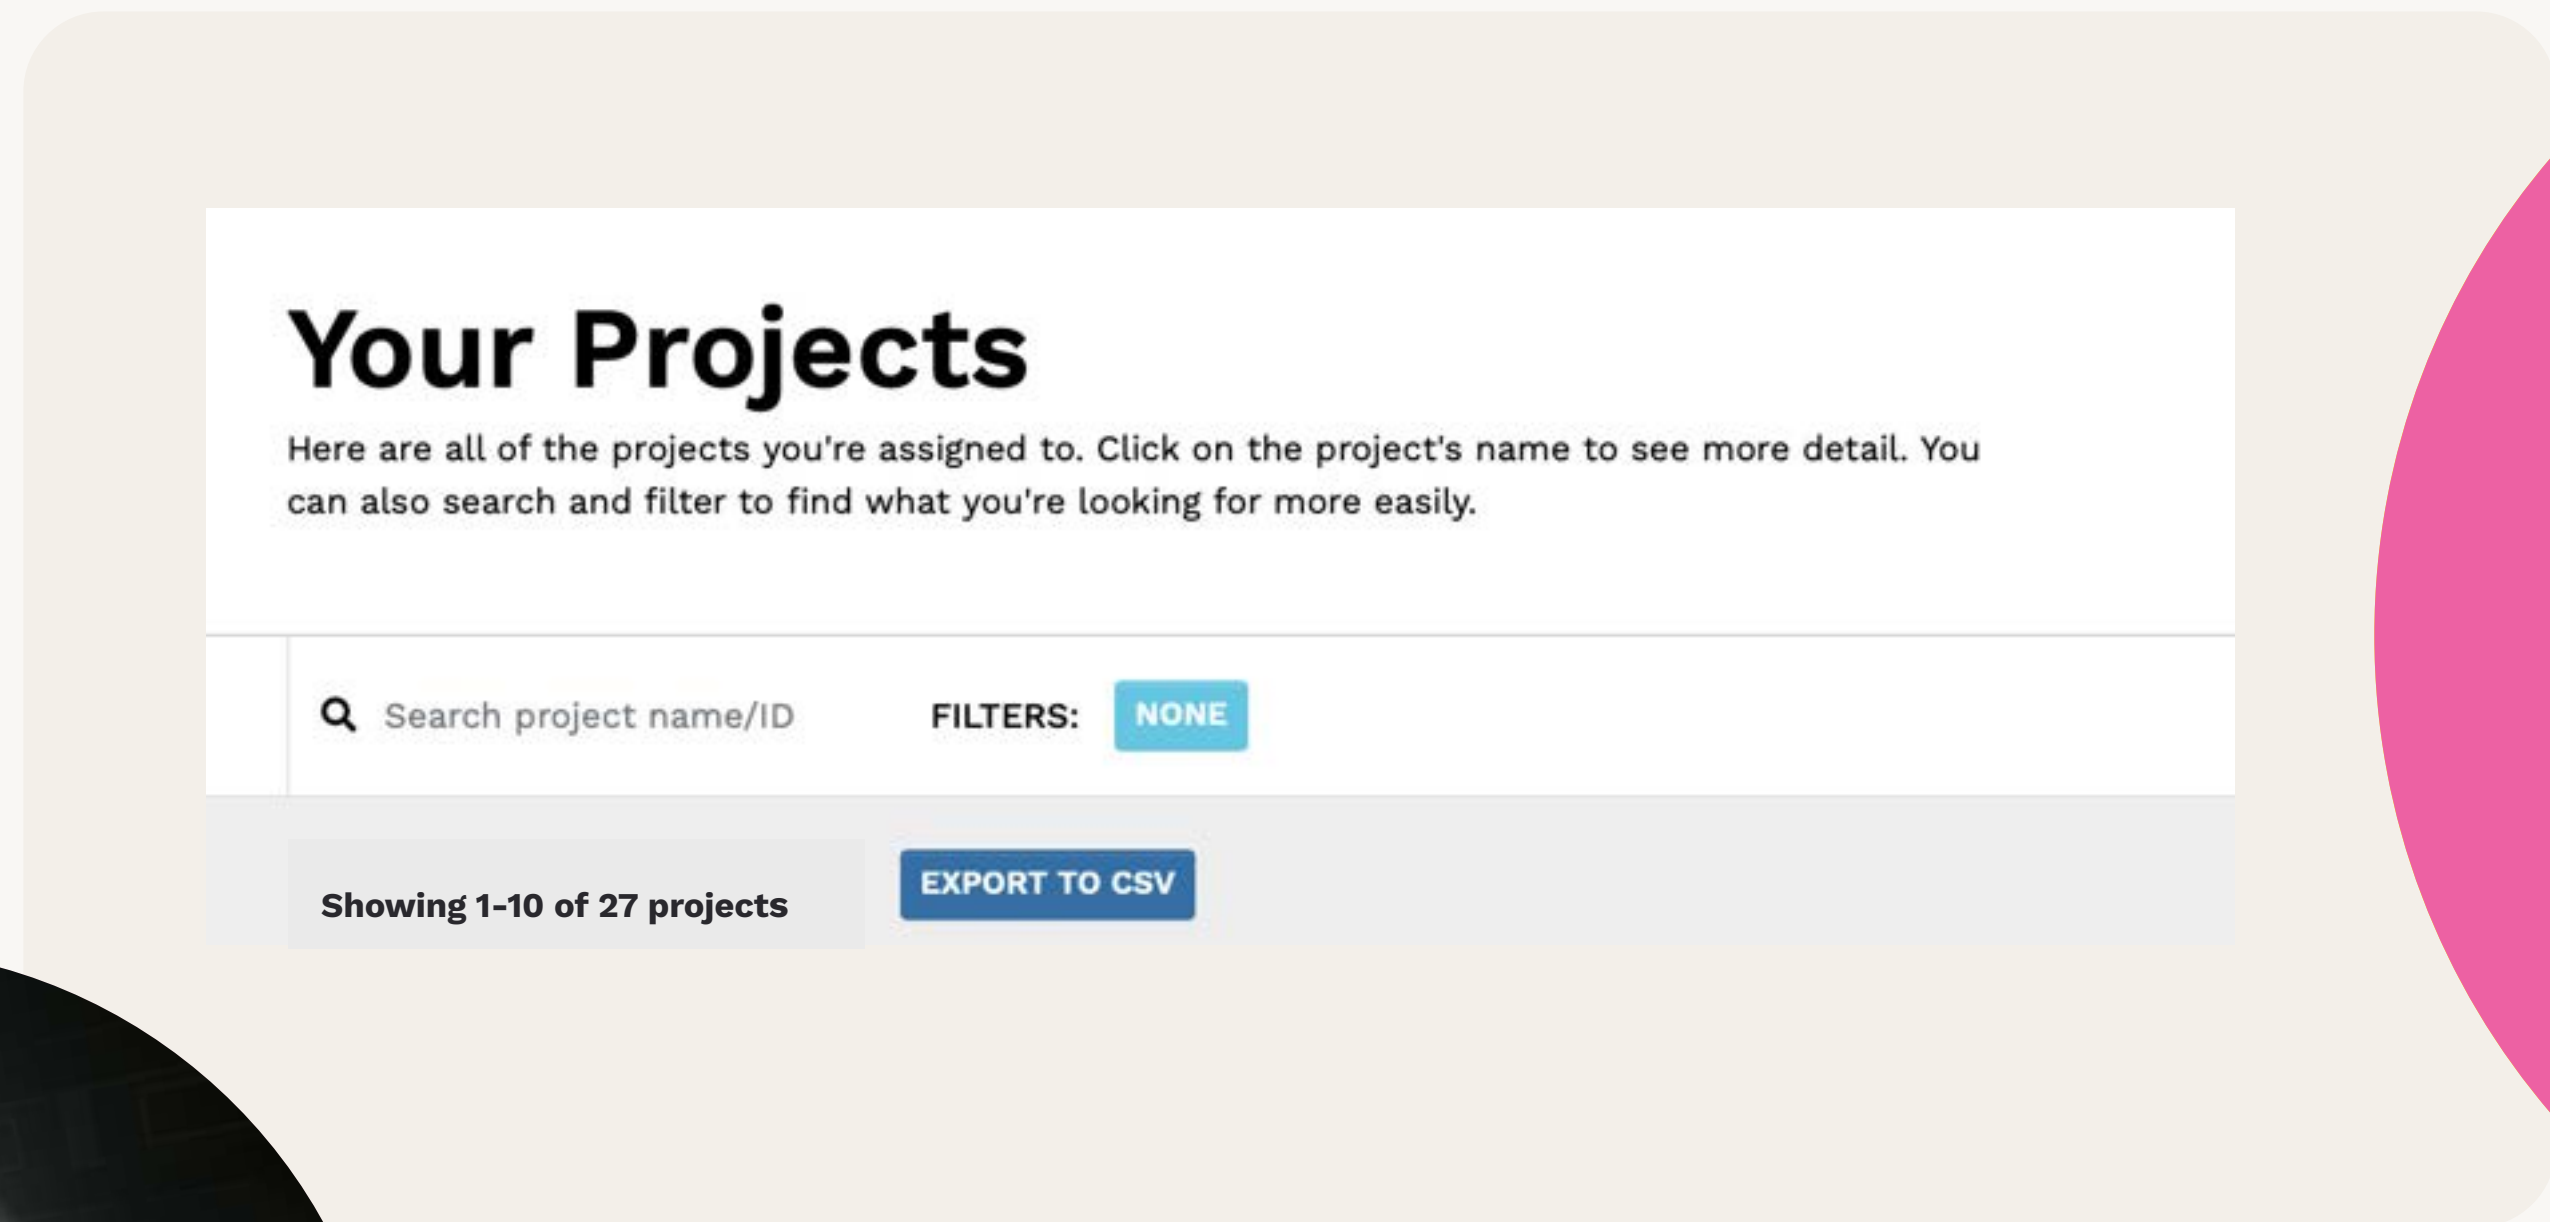 Your Projects
Here are all of the projects you're assigned to. Click on the project's name to see more detail. You
can also search and filter to find what you're looking for more easily.
Search project name/ID
FILTERS:
NONE
Showing 1-10 of 27 projects
EXPORT TO CSV